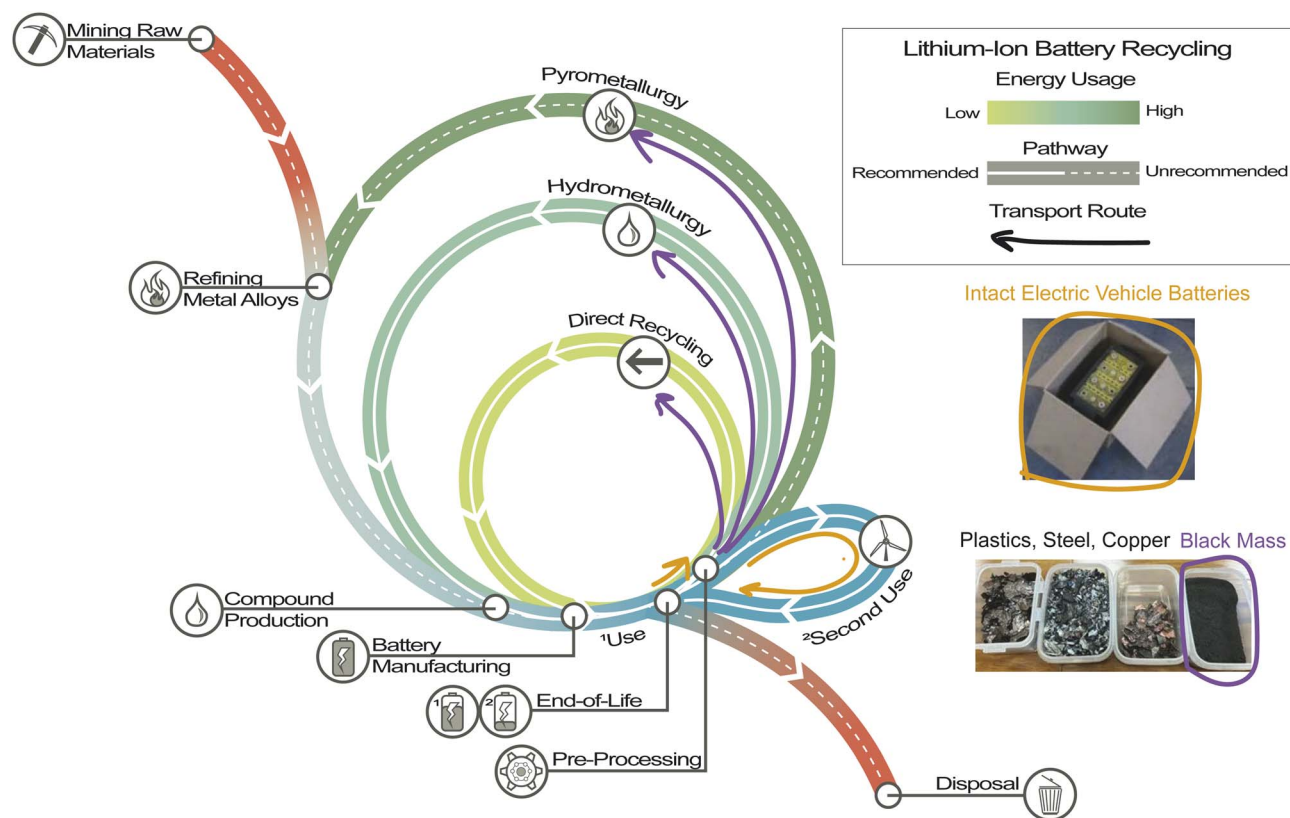 Mining Raw
Materials
Pyrometallurgy
Hydrometallurgy
Direct Recycling
Refining
Metal Alloys
Compound
Production
Battery
Manufacturing
1
2
End-of-Life
Pre-Processing
¹Use
²Second Use
Disposal
Lithium-Ion Battery Recycling
Energy Usage
Low
High
Pathway
Recommended
Unrecommended
Transport Route
Intact Electric Vehicle Batteries
Plastics, Steel, Copper Black Mass